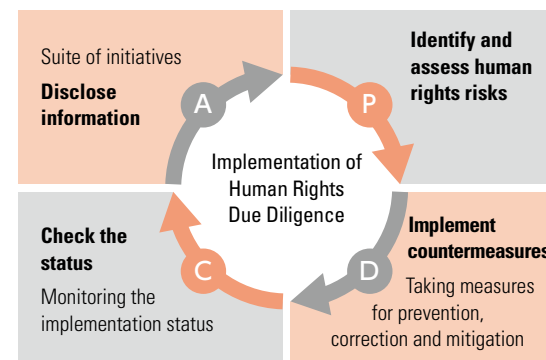 Suite of initiatives
Disclose
information
A
Identify and
assess human
rights risks
P
Implementation of
Human Rights
Due Diligence
Check the
status
Monitoring the
implementation status
C
Implement
countermeasures
Taking measures
for prevention,
correction and mitigation
D